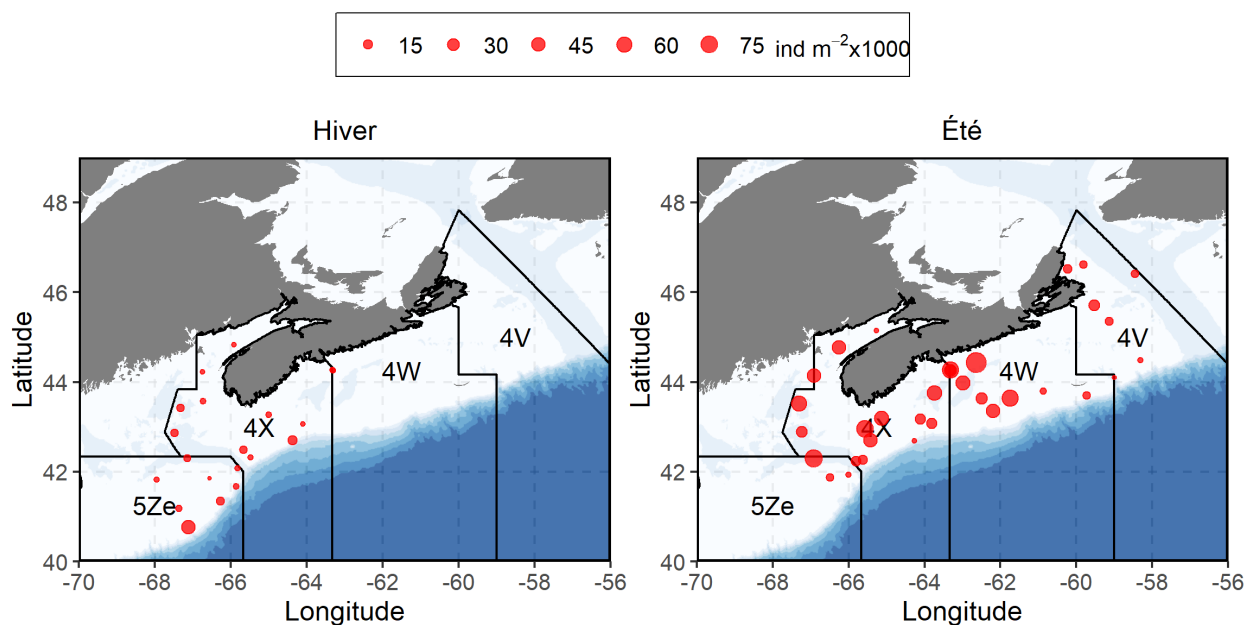 15 30 45 60 75 ind m⁻²x1000
Hiver
Latitude
48
46
44
42
40
4V
4W
4X
5Ze
-70 -68 -66 -64 -62 -60 -58 -56
Longitude
Été
Latitude
48
46
44
42
40
4V
4W
4X
5Ze
-70 -68 -66 -64 -62 -60 -58 -56
Longitude